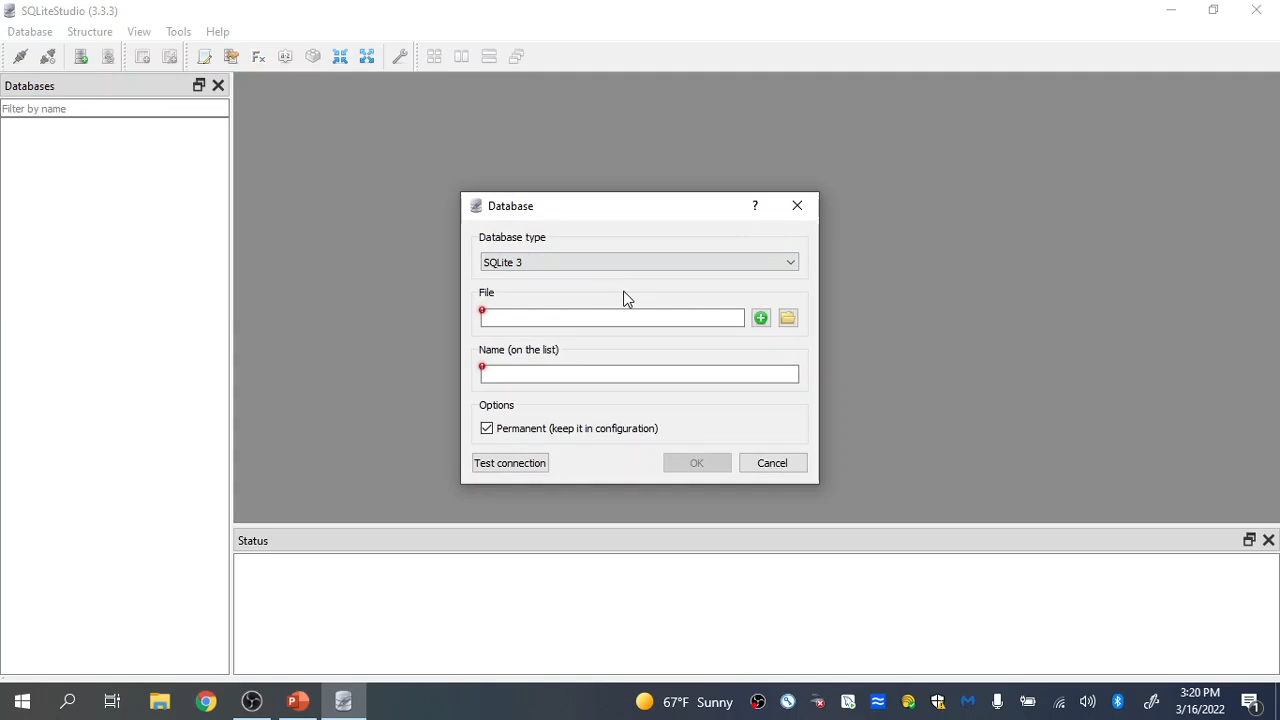 SQLiteStudio (3.3.3)
Database Structure View Tools Help
Databases
Filter by name
Database
?
Database type
SQLite 3
File
Name (on the list)
Options
Permanent (keep it in configuration)
Test connection OK Cancel
Status
67°F Sunny
3:20 PM
3/16/2022
1